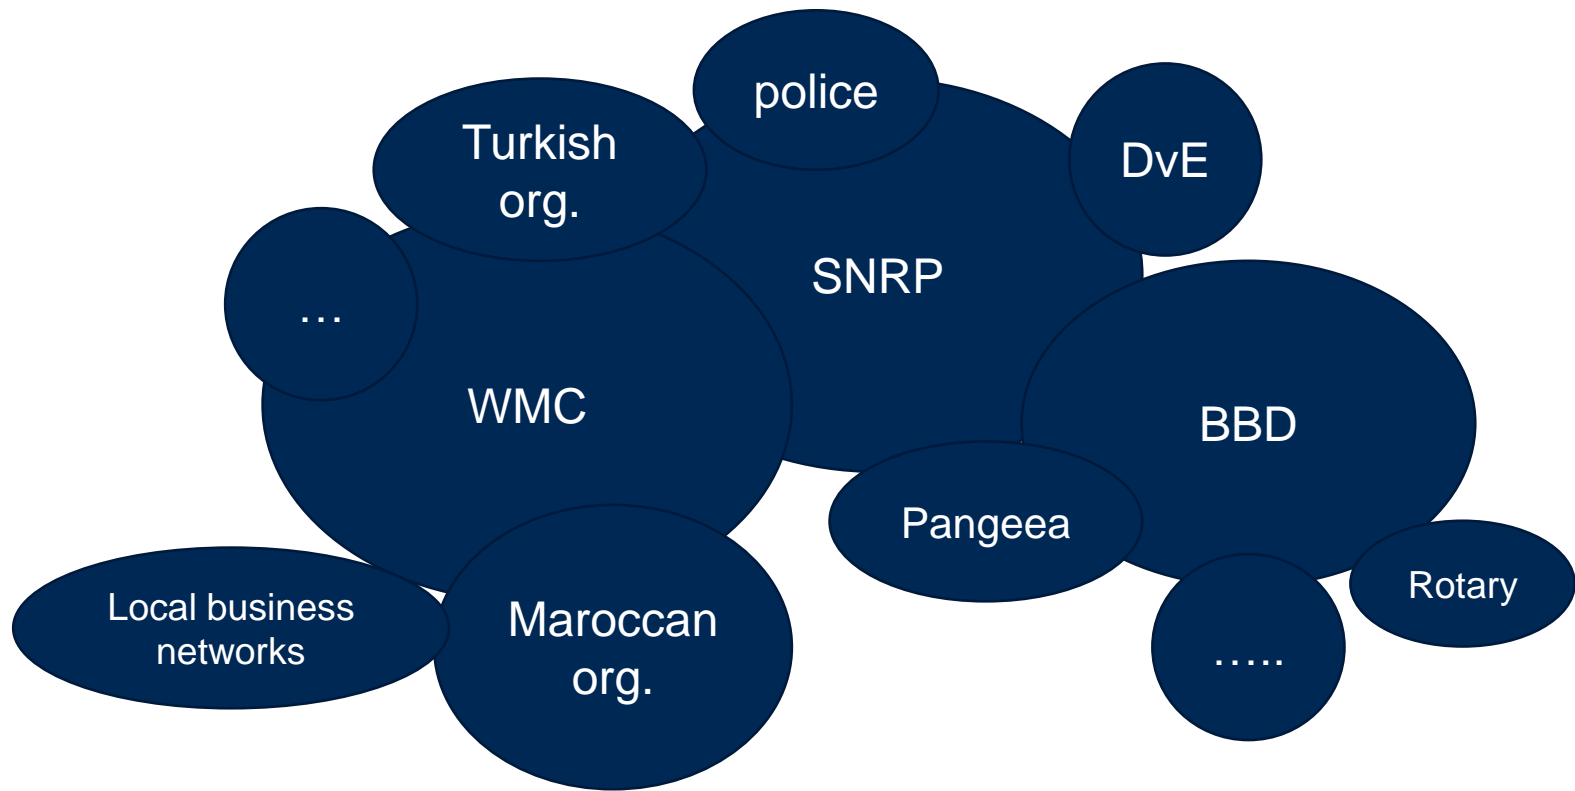 police
Turkish
org.
DvE
SNRP
…
WMC
BBD
Pangeea
Local business
networks
Maroccan
org.
Rotary
…..